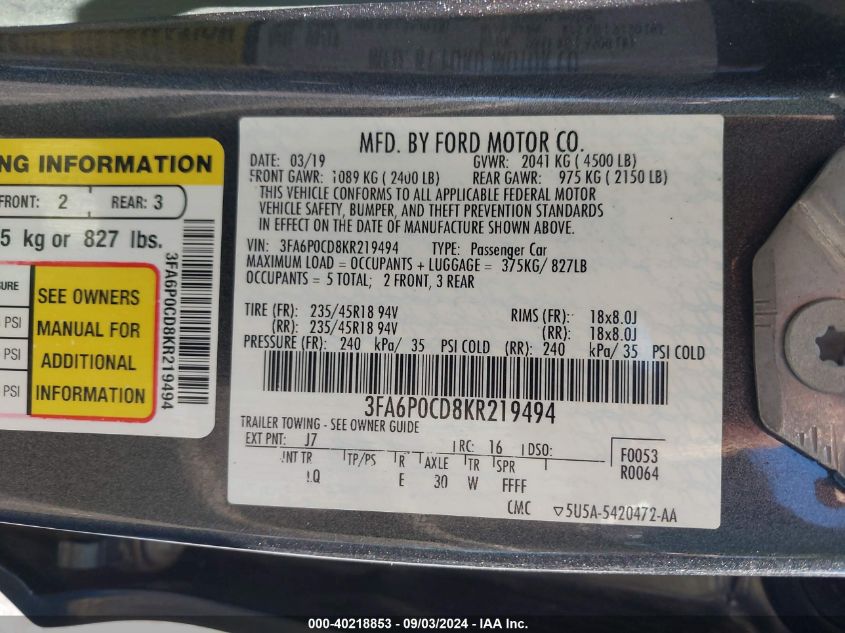 MFD. BY FORD MOTOR CO.
DATE: 03/19 GVWR: 2041 KG ( 4500 LB)
FRONT GAWR: 1089 KG ( 2400 LB) REAR GAWR: 975 KG ( 2150 LB)
THIS VEHICLE CONFORMS TO ALL APPLICABLE FEDERAL MOTOR
VEHICLE SAFETY, BUMPER, AND THEFT PREVENTION STANDARDS
IN EFFECT ON THE DATE OF MANUFACTURE SHOWN ABOVE.
VIN: 3FA6P0CD8KR219494 TYPE: Passenger Car
MAXIMUM LOAD = OCCUPANTS + LUGGAGE = 375KG/ 827LB
OCCUPANTS = 5 TOTAL; 2 FRONT, 3 REAR
TIRE (FR): 235/45R18 94V RIMS (FR): 18x8.0J
(RR): 235/45R18 94V (RR): 18x8.0J
PRESSURE (FR): 240 kPa/ 35 PSI COLD (RR): 240 kPa/ 35 PSI COLD
3FA6P0CD8KR219494
TRAILER TOWING - SEE OWNER GUIDE
EXT PNT: J7 RC: 16 DSO:
INT TR TP/PS R AXLE TR SPR
LQ E 30 W FFFF
F0053
R0064
CMC ▽5U5A-5420472-AA
NG INFORMATION
FRONT: 2 REAR: 3
5 kg or 827 lbs.
SURE
PSI
PSI
PSI
SEE OWNERS
MANUAL FOR
ADDITIONAL
INFORMATION
3FA6P0CD8KR219494
000-40218853 - 09/03/2024 - IAA Inc.